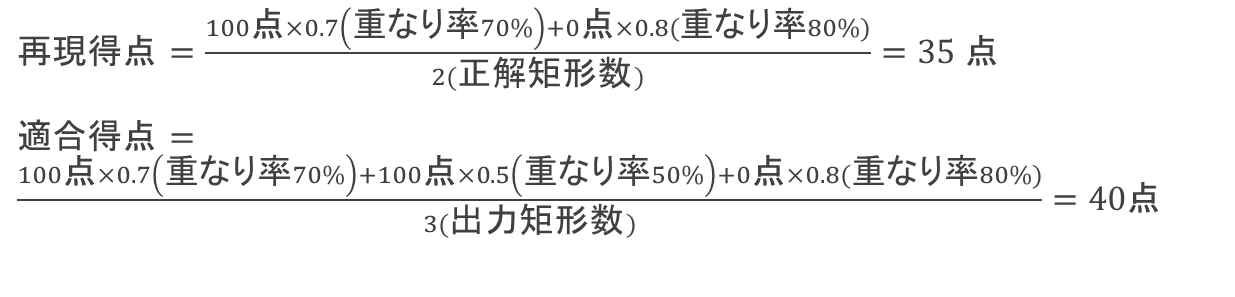 再現得点 = 100点×0.7(重なり率70%)+0点×0.8(重なり率80%) / 2(正解矩形数) = 35 点
適合得点 =
100点×0.7(重なり率70%)+100点×0.5(重なり率50%)+0点×0.8(重なり率80%) / 3(出力矩形数) = 40点